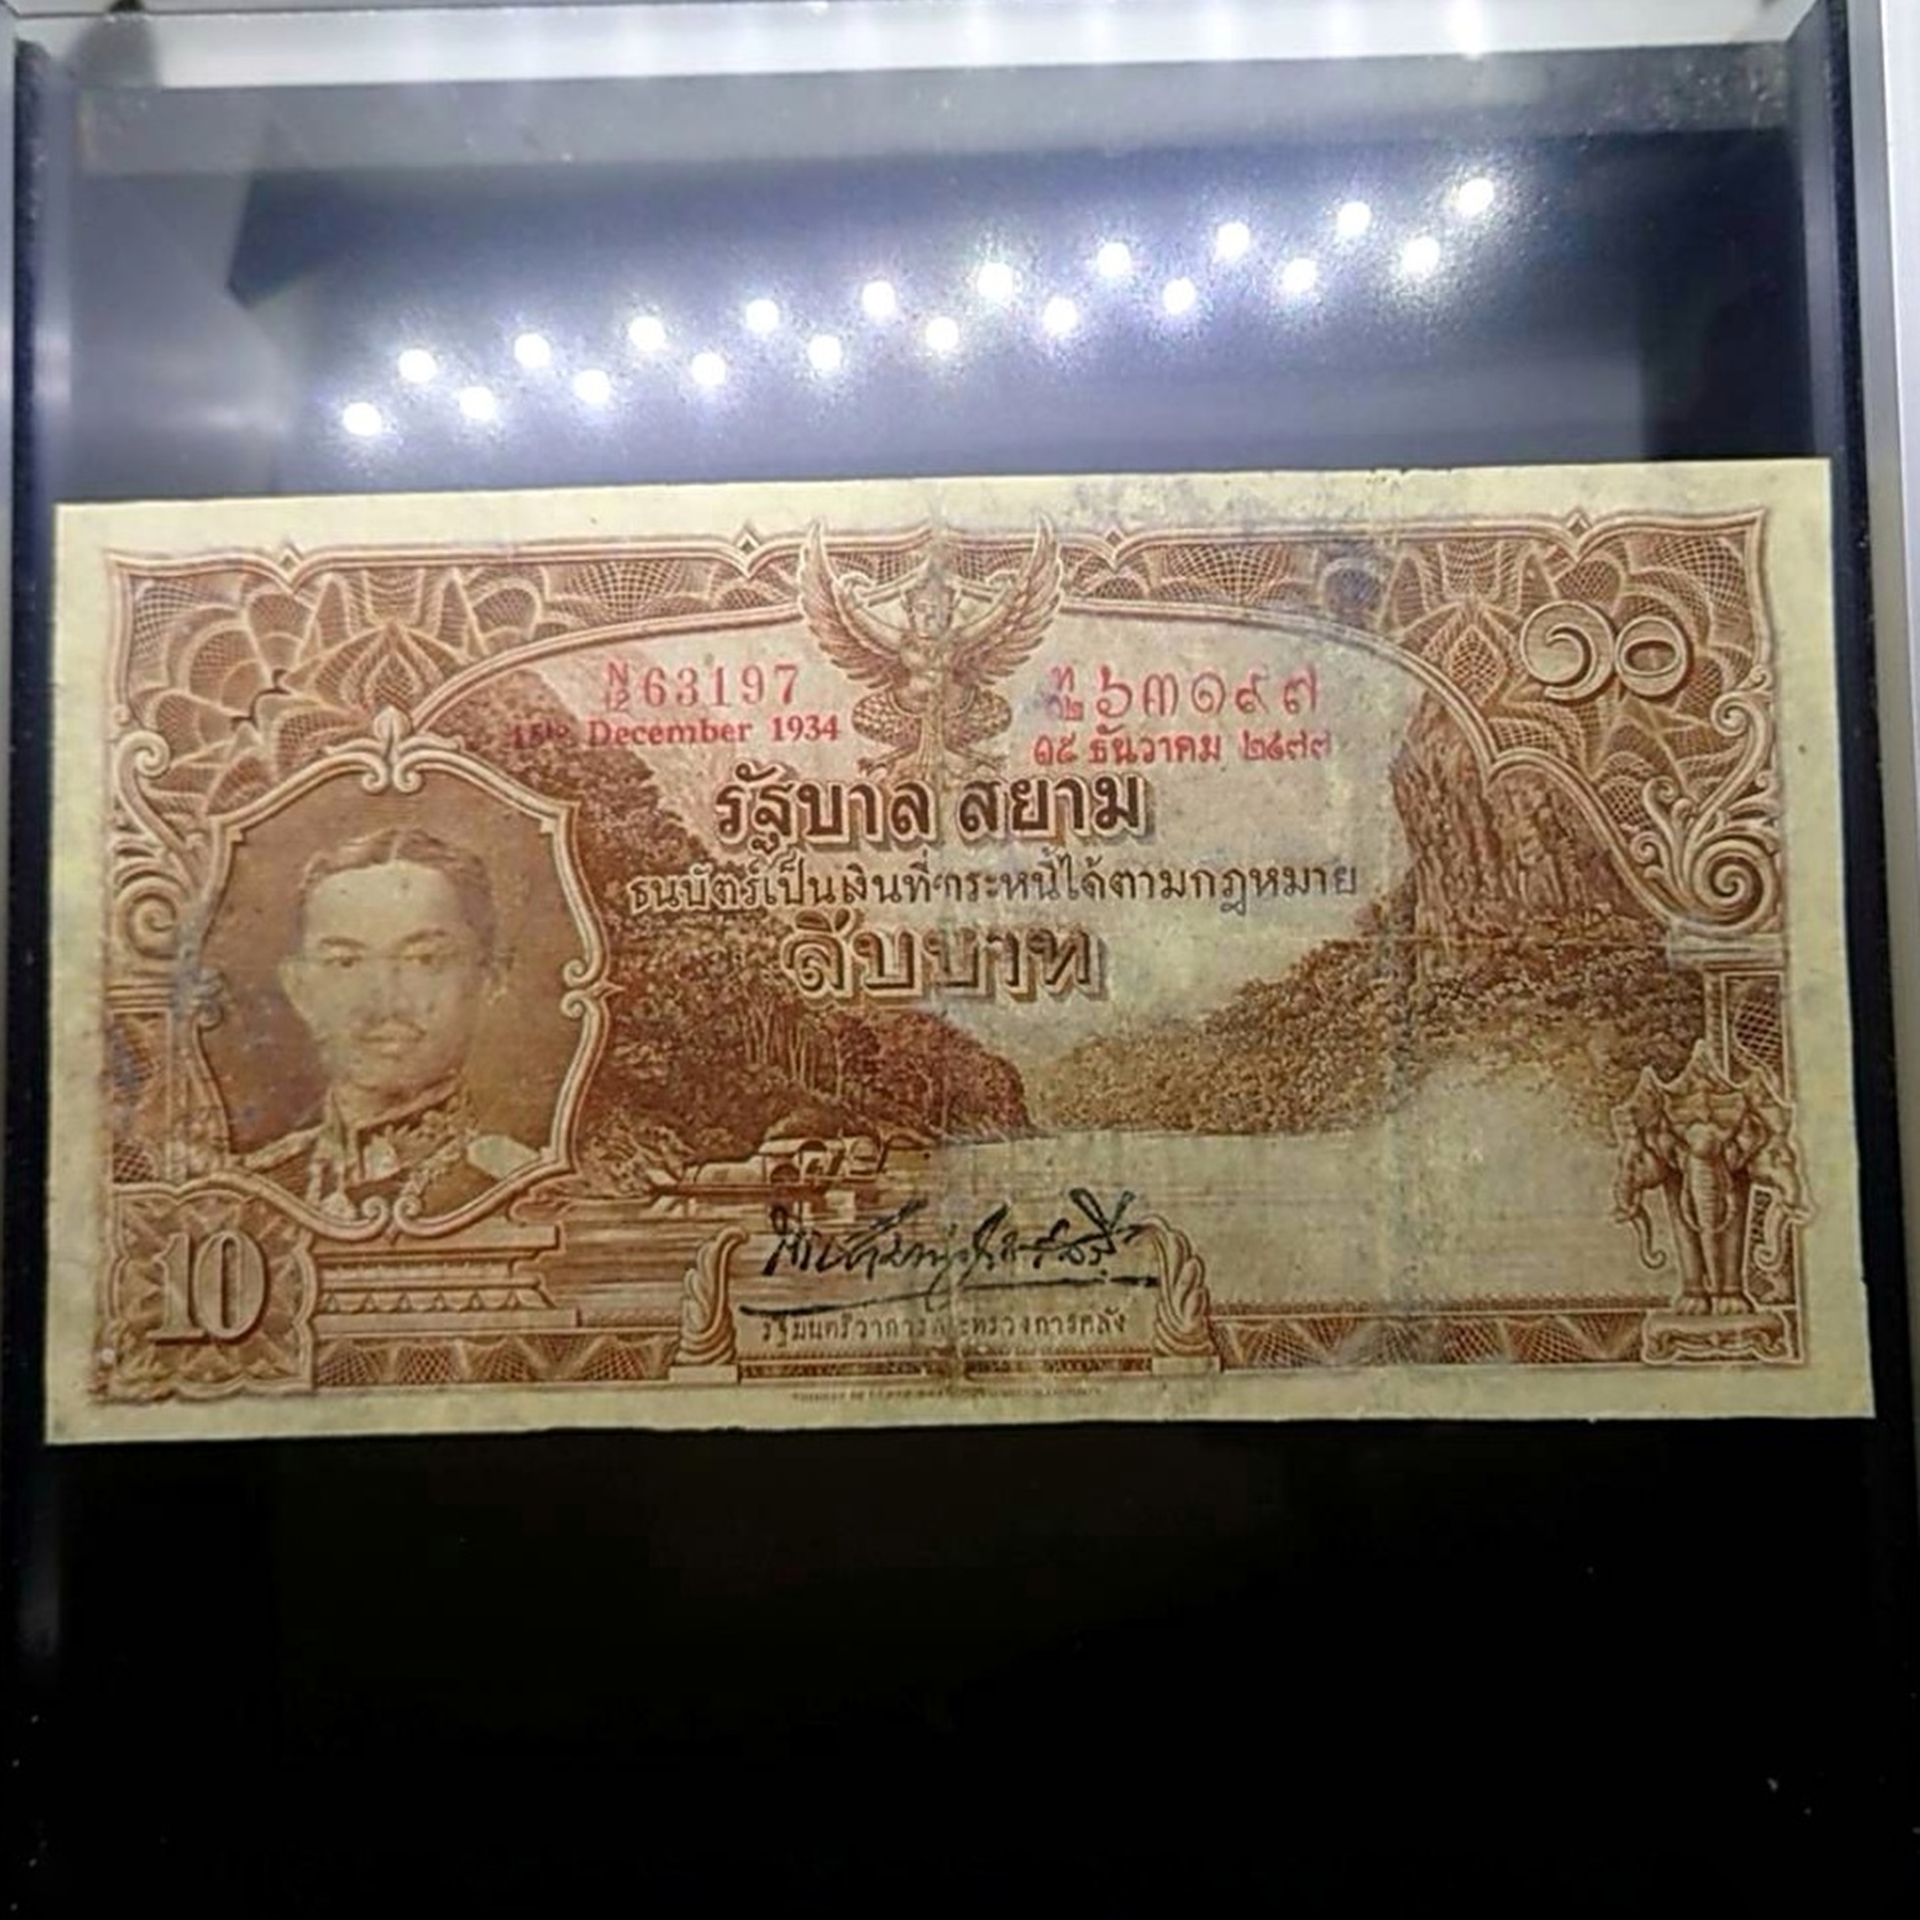 N/2 63197
ท/๒ ๖๓๑๙๗
15th December 1934
๑๕ ธันวาคม ๒๔๗๗
๑๐
รัฐบาล สยาม
ธนบัตร์เป็นเงินที่ชำระหนี้ได้ตามกฎหมาย
สิบบาท
10
รัฐมนตรีว่าการกระทรวงการคลัง